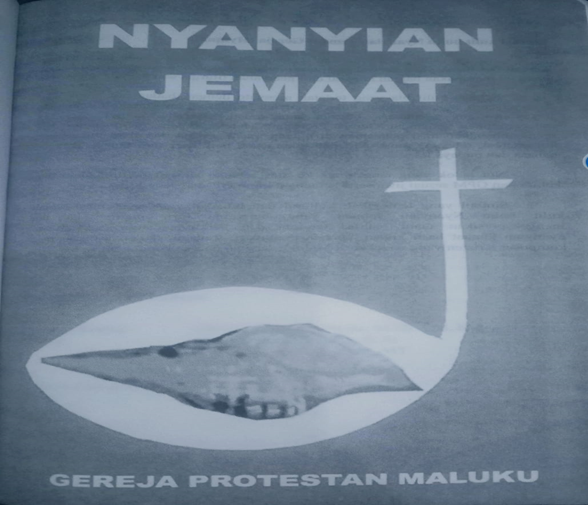 NYANYIAN
JEMAAT
GEREJA PROTESTAN MALUKU